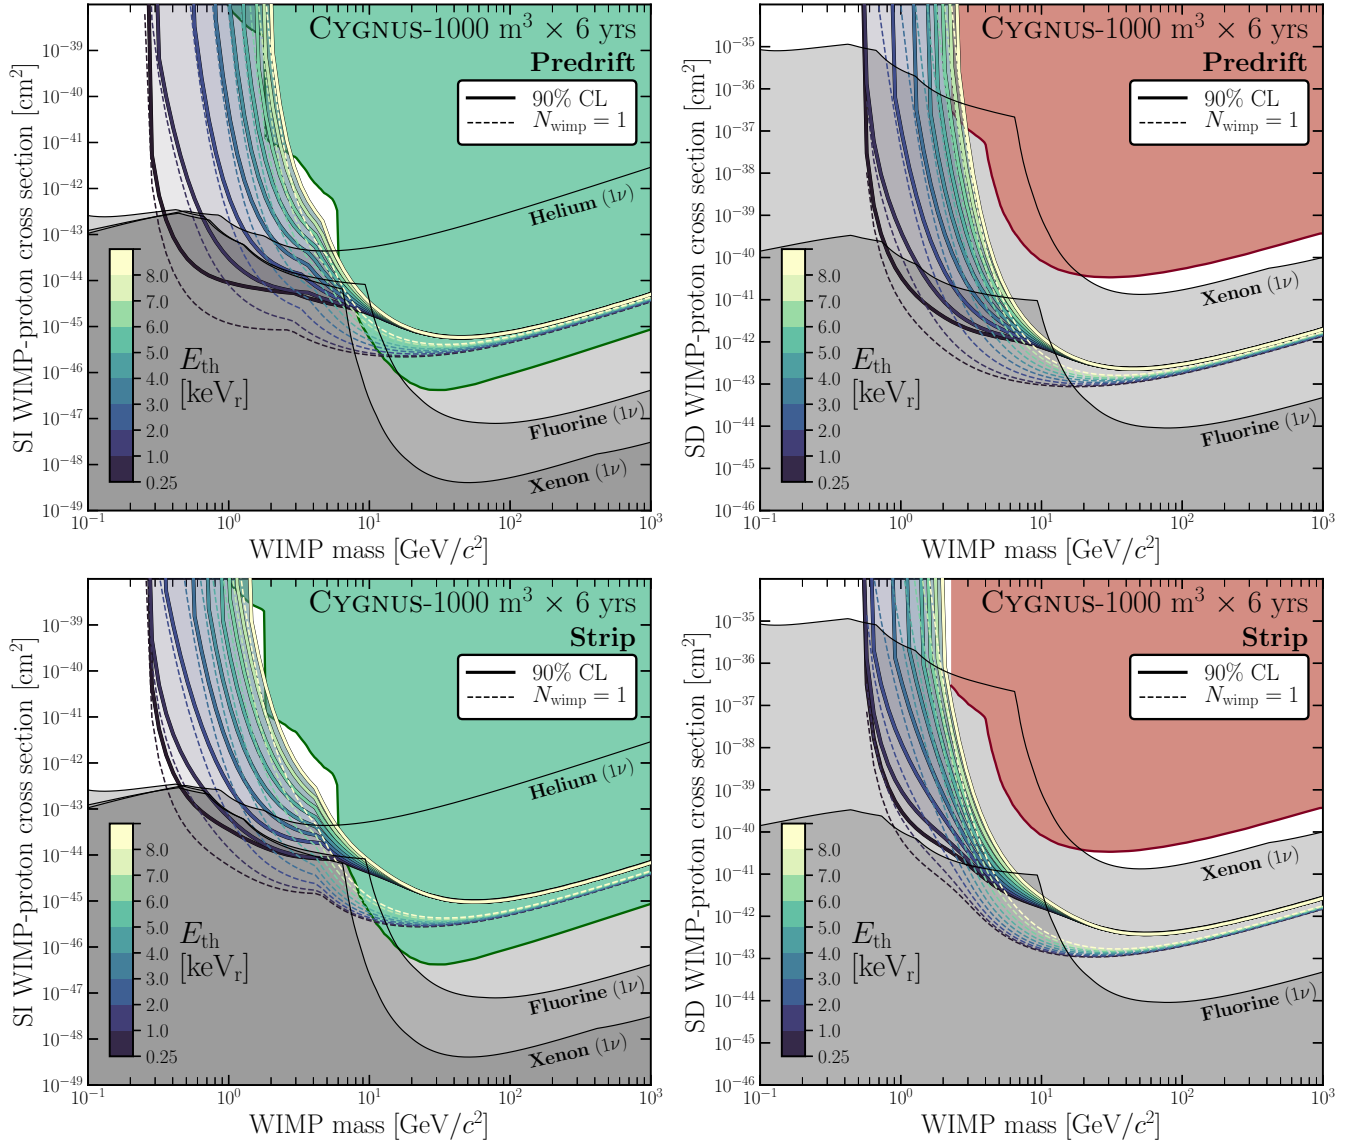 CYGNUS-1000 m³ × 6 yrs
Predrift
90% CL
N_wimp = 1
SI WIMP-proton cross section [cm²]
10⁻³⁹
10⁻⁴⁰
10⁻⁴¹
10⁻⁴²
10⁻⁴³
10⁻⁴⁴
10⁻⁴⁵
10⁻⁴⁶
10⁻⁴⁷
10⁻⁴⁸
10⁻⁴⁹
Helium (1ν)
Fluorine (1ν)
Xenon (1ν)
E_th
[keV_r]
8.0
7.0
6.0
5.0
4.0
3.0
2.0
1.0
0.25
10⁻¹ 10⁰ 10¹ 10² 10³
WIMP mass [GeV/c²]
CYGNUS-1000 m³ × 6 yrs
Predrift
90% CL
N_wimp = 1
SD WIMP-proton cross section [cm²]
10⁻³⁵
10⁻³⁶
10⁻³⁷
10⁻³⁸
10⁻³⁹
10⁻⁴⁰
10⁻⁴¹
10⁻⁴²
10⁻⁴³
10⁻⁴⁴
10⁻⁴⁵
10⁻⁴⁶
Xenon (1ν)
Fluorine (1ν)
E_th
[keV_r]
8.0
7.0
6.0
5.0
4.0
3.0
2.0
1.0
0.25
10⁻¹ 10⁰ 10¹ 10² 10³
WIMP mass [GeV/c²]
CYGNUS-1000 m³ × 6 yrs
Strip
90% CL
N_wimp = 1
SI WIMP-proton cross section [cm²]
10⁻³⁹
10⁻⁴⁰
10⁻⁴¹
10⁻⁴²
10⁻⁴³
10⁻⁴⁴
10⁻⁴⁵
10⁻⁴⁶
10⁻⁴⁷
10⁻⁴⁸
10⁻⁴⁹
Helium (1ν)
Fluorine (1ν)
Xenon (1ν)
E_th
[keV_r]
8.0
7.0
6.0
5.0
4.0
3.0
2.0
1.0
0.25
10⁻¹ 10⁰ 10¹ 10² 10³
WIMP mass [GeV/c²]
CYGNUS-1000 m³ × 6 yrs
Strip
90% CL
N_wimp = 1
SD WIMP-proton cross section [cm²]
10⁻³⁵
10⁻³⁶
10⁻³⁷
10⁻³⁸
10⁻³⁹
10⁻⁴⁰
10⁻⁴¹
10⁻⁴²
10⁻⁴³
10⁻⁴⁴
10⁻⁴⁵
10⁻⁴⁶
Xenon (1ν)
Fluorine (1ν)
E_th
[keV_r]
8.0
7.0
6.0
5.0
4.0
3.0
2.0
1.0
0.25
10⁻¹ 10⁰ 10¹ 10² 10³
WIMP mass [GeV/c²]